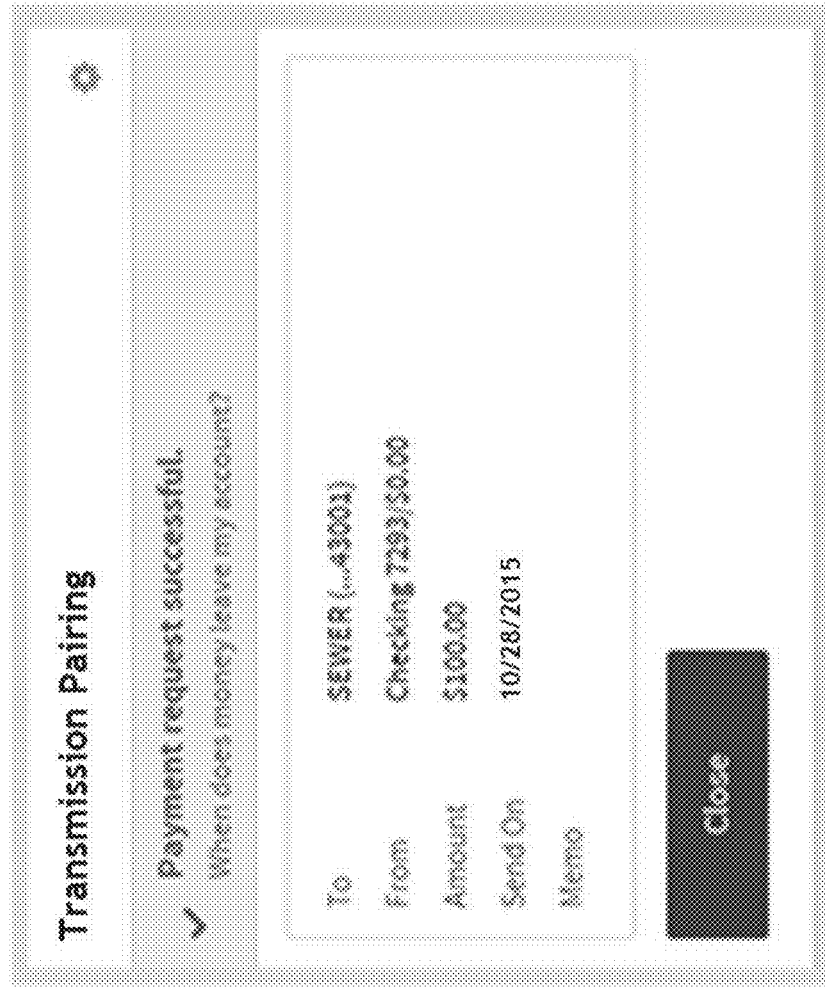 Transmission Pairing
Payment request successful.
When does money leave my account?
To SEWER (...43001)
From Checking 7293/$0.00
Amount $100.00
Send On 10/28/2015
Memo
Close